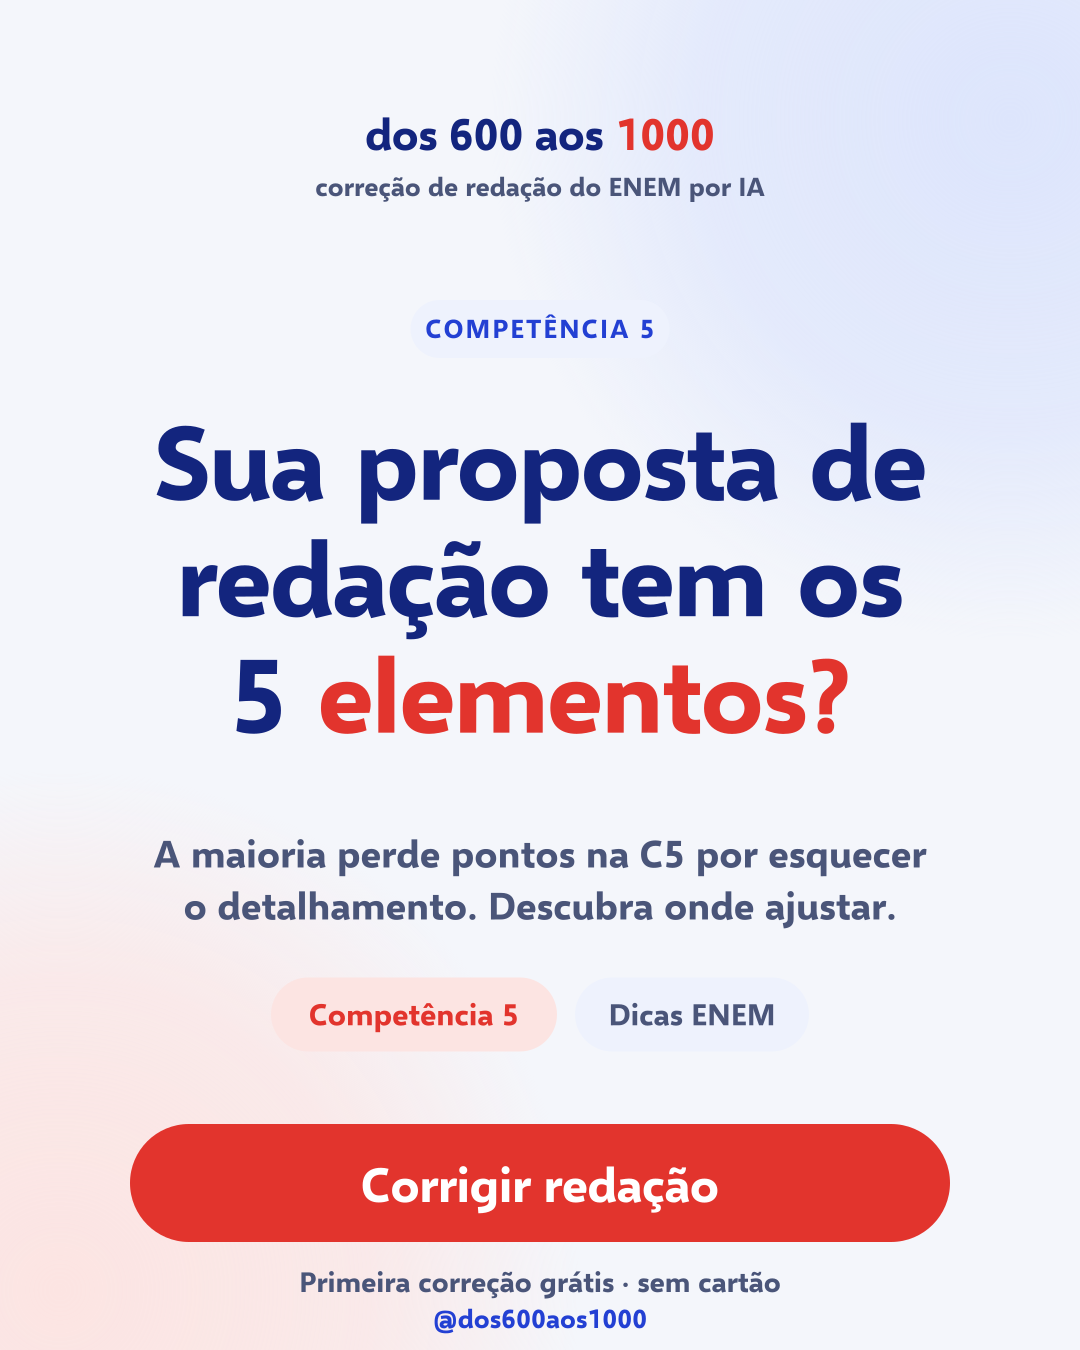 dos 600 aos 1000
correção de redação do ENEM por IA
COMPETÊNCIA 5
Sua proposta de
redação tem os
5 elementos?
A maioria perde pontos na C5 por esquecer
o detalhamento. Descubra onde ajustar.
Competência 5 Dicas ENEM
Corrigir redação
Primeira correção grátis · sem cartão
@dos600aos1000